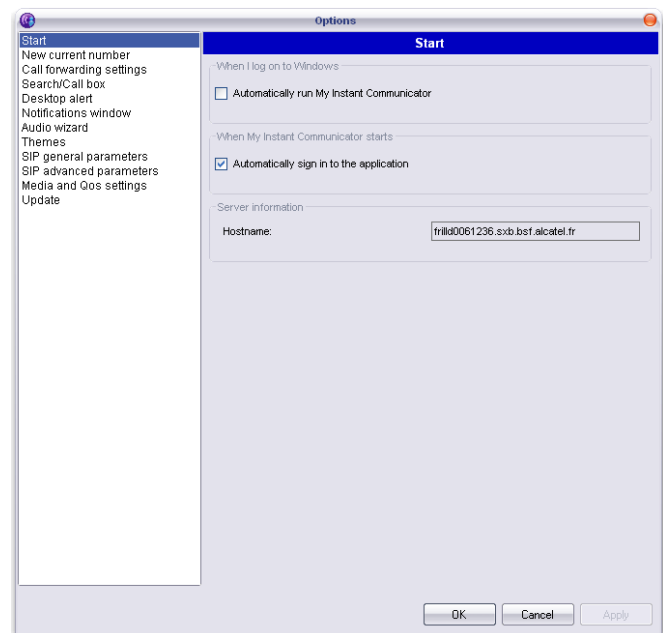 Options
Start
New current number
Call forwarding settings
Search/Call box
Desktop alert
Notifications window
Audio wizard
Themes
SIP general parameters
SIP advanced parameters
Media and Qos settings
Update
Start
When I log on to Windows
Automatically run My Instant Communicator
When My Instant Communicator starts
Automatically sign in to the application
Server information
Hostname: frilld0061236.sxb.bsf.alcatel.fr
OK Cancel Apply